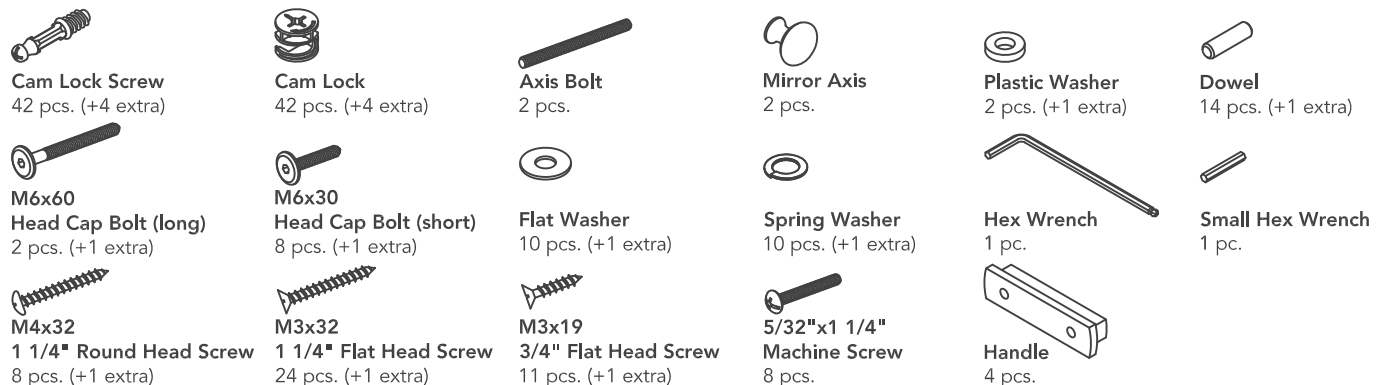 Cam Lock Screw
42 pcs. (+4 extra)
Cam Lock
42 pcs. (+4 extra)
Axis Bolt
2 pcs.
Mirror Axis
2 pcs.
Plastic Washer
2 pcs. (+1 extra)
Dowel
14 pcs. (+1 extra)
M6x60
Head Cap Bolt (long)
2 pcs. (+1 extra)
M6x30
Head Cap Bolt (short)
8 pcs. (+1 extra)
Flat Washer
10 pcs. (+1 extra)
Spring Washer
10 pcs. (+1 extra)
Hex Wrench
1 pc.
Small Hex Wrench
1 pc.
M4x32
1 1/4" Round Head Screw
8 pcs. (+1 extra)
M3x32
1 1/4" Flat Head Screw
24 pcs. (+1 extra)
M3x19
3/4" Flat Head Screw
11 pcs. (+1 extra)
5/32"x1 1/4"
Machine Screw
8 pcs.
Handle
4 pcs.